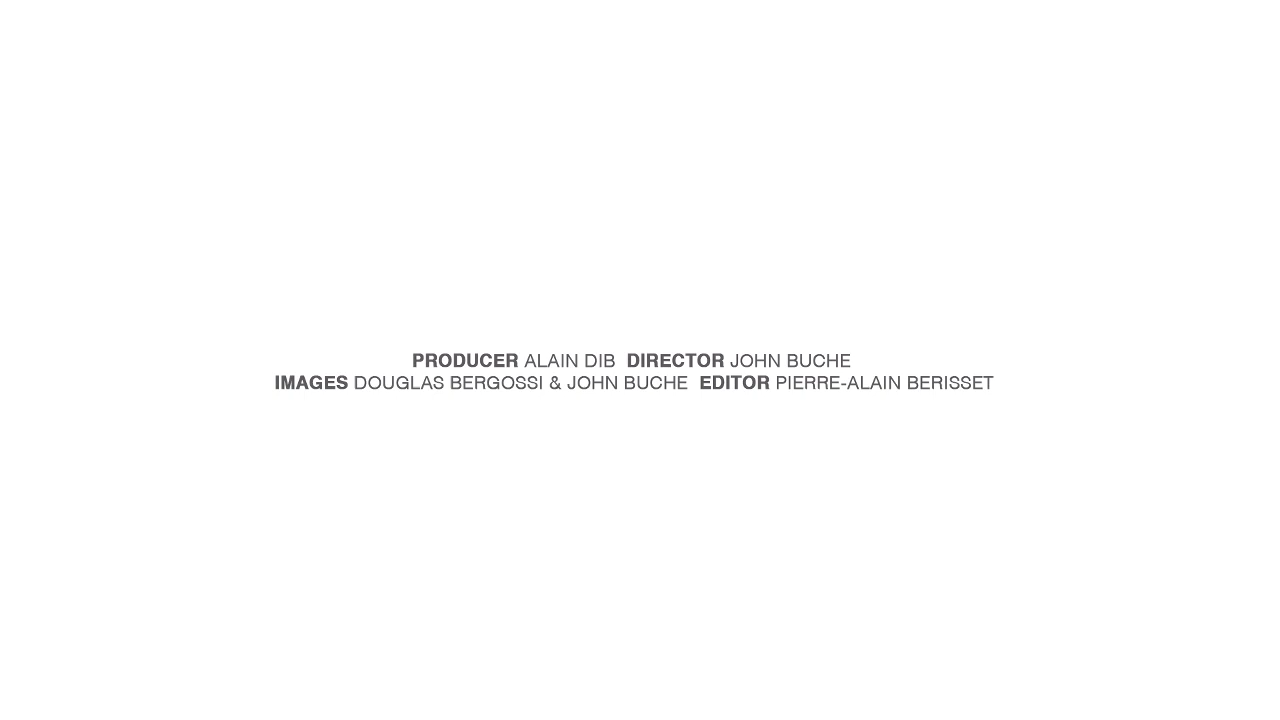 PRODUCER ALAIN DIB DIRECTOR JOHN BUCHE
IMAGES DOUGLAS BERGOSSI & JOHN BUCHE EDITOR PIERRE-ALAIN BERISSET